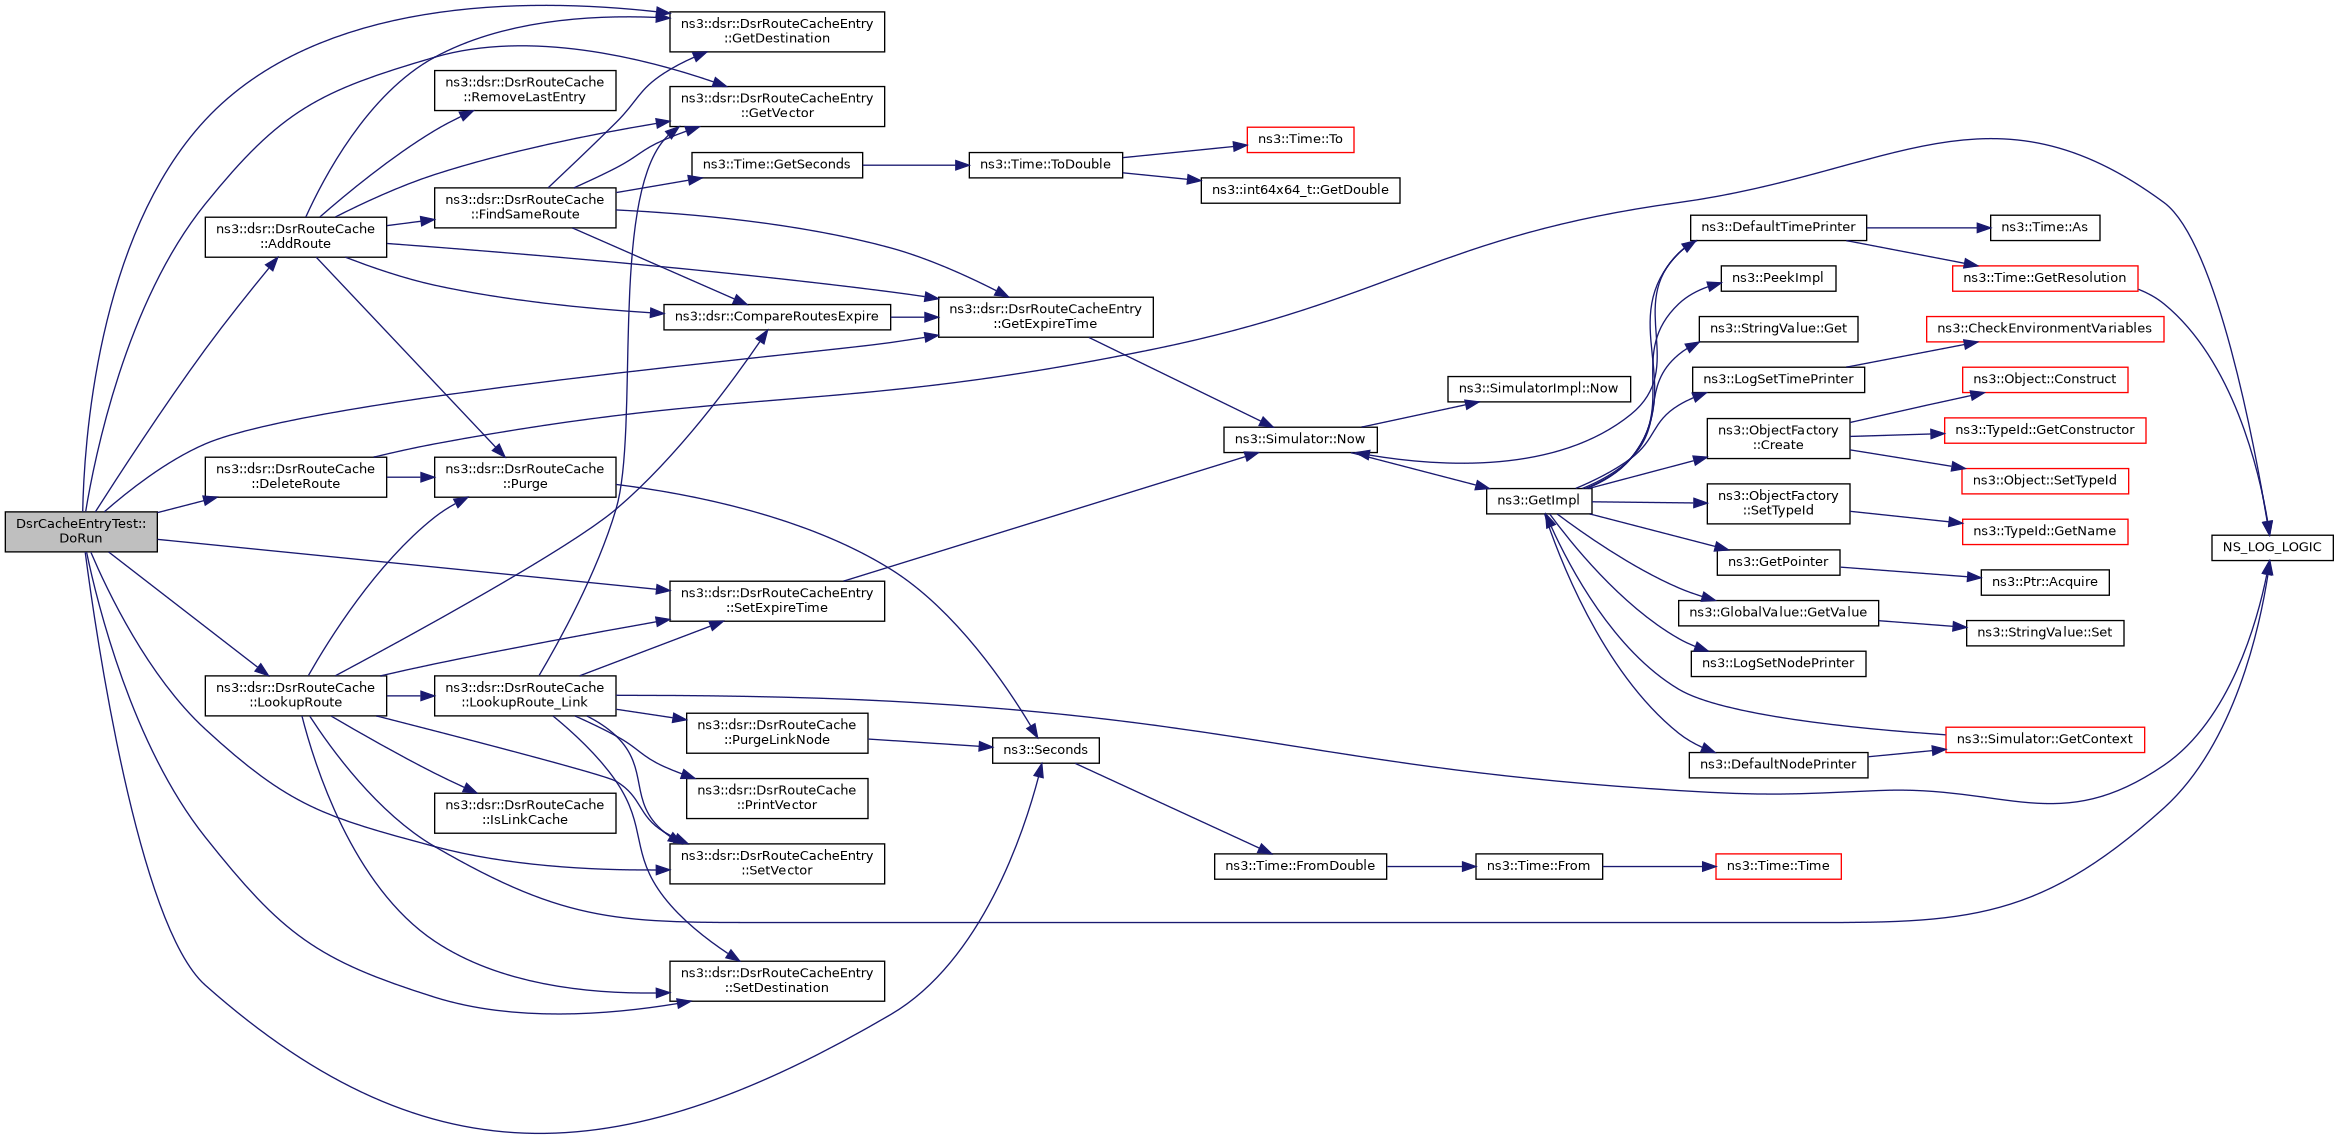 DsrCacheEntryTest::
DoRun
ns3::dsr::DsrRouteCache
::AddRoute
ns3::dsr::DsrRouteCache
::DeleteRoute
ns3::dsr::DsrRouteCache
::LookupRoute
ns3::dsr::DsrRouteCacheEntry
::GetDestination
ns3::dsr::DsrRouteCache
::RemoveLastEntry
ns3::dsr::DsrRouteCacheEntry
::GetVector
ns3::Time::GetSeconds
ns3::dsr::DsrRouteCache
::FindSameRoute
ns3::dsr::CompareRoutesExpire
ns3::dsr::DsrRouteCache
::Purge
ns3::dsr::DsrRouteCacheEntry
::SetExpireTime
ns3::dsr::DsrRouteCache
::LookupRoute_Link
ns3::dsr::DsrRouteCache
::PurgeLinkNode
ns3::dsr::DsrRouteCache
::PrintVector
ns3::dsr::DsrRouteCache
::IsLinkCache
ns3::dsr::DsrRouteCacheEntry
::SetVector
ns3::dsr::DsrRouteCacheEntry
::SetDestination
ns3::Time::ToDouble
ns3::dsr::DsrRouteCacheEntry
::GetExpireTime
ns3::Seconds
ns3::Time::To
ns3::int64x64_t::GetDouble
ns3::Simulator::Now
ns3::Time::FromDouble
ns3::SimulatorImpl::Now
ns3::GetImpl
ns3::Time::From
ns3::DefaultTimePrinter
ns3::PeekImpl
ns3::StringValue::Get
ns3::LogSetTimePrinter
ns3::ObjectFactory
::Create
ns3::ObjectFactory
::SetTypeId
ns3::GetPointer
ns3::GlobalValue::GetValue
ns3::LogSetNodePrinter
ns3::DefaultNodePrinter
ns3::Time::Time
ns3::Time::As
ns3::Time::GetResolution
ns3::CheckEnvironmentVariables
ns3::Object::Construct
ns3::TypeId::GetConstructor
ns3::Object::SetTypeId
ns3::TypeId::GetName
ns3::Ptr::Acquire
ns3::StringValue::Set
ns3::Simulator::GetContext
NS_LOG_LOGIC